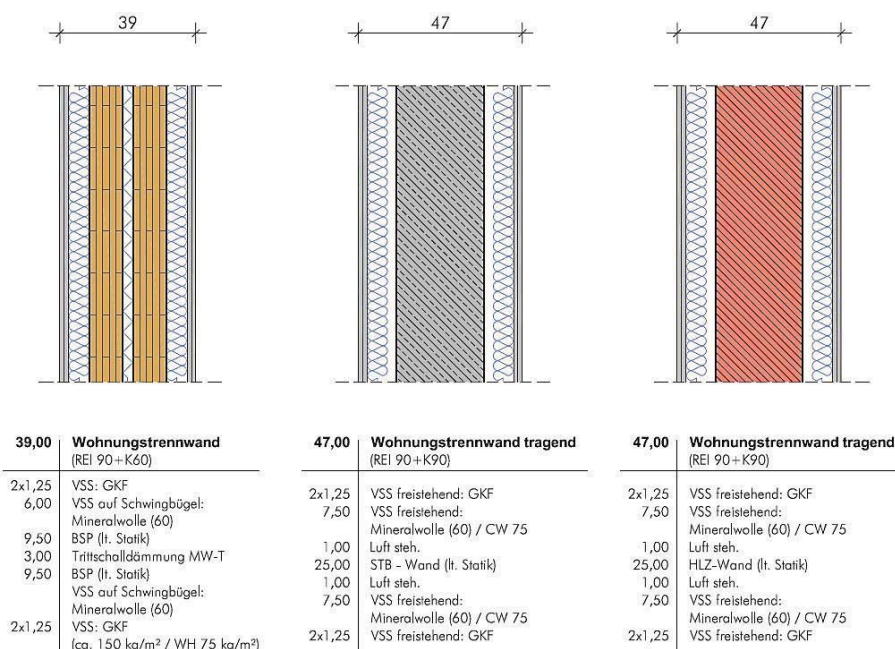 39
47
47
39,00 Wohnungstrennwand
(REI 90+K60)
2x1,25 VSS: GKF
6,00 VSS auf Schwingbügel:
Mineralwolle (60)
9,50 BSP (lt. Statik)
3,00 Trittschalldämmung MW-T
9,50 BSP (lt. Statik)
VSS auf Schwingbügel:
Mineralwolle (60)
2x1,25 VSS: GKF
(ca. 150 kg/m² / WH 75 kg/m²)
47,00 Wohnungstrennwand tragend
(REI 90+K90)
2x1,25 VSS freistehend: GKF
7,50 VSS freistehend:
Mineralwolle (60) / CW 75
1,00 Luft steh.
25,00 STB - Wand (lt. Statik)
1,00 Luft steh.
7,50 VSS freistehend:
Mineralwolle (60) / CW 75
2x1,25 VSS freistehend: GKF
47,00 Wohnungstrennwand tragend
(REI 90+K90)
2x1,25 VSS freistehend: GKF
7,50 VSS freistehend:
Mineralwolle (60) / CW 75
1,00 Luft steh.
25,00 HLZ-Wand (lt. Statik)
1,00 Luft steh.
7,50 VSS freistehend:
Mineralwolle (60) / CW 75
2x1,25 VSS freistehend: GKF